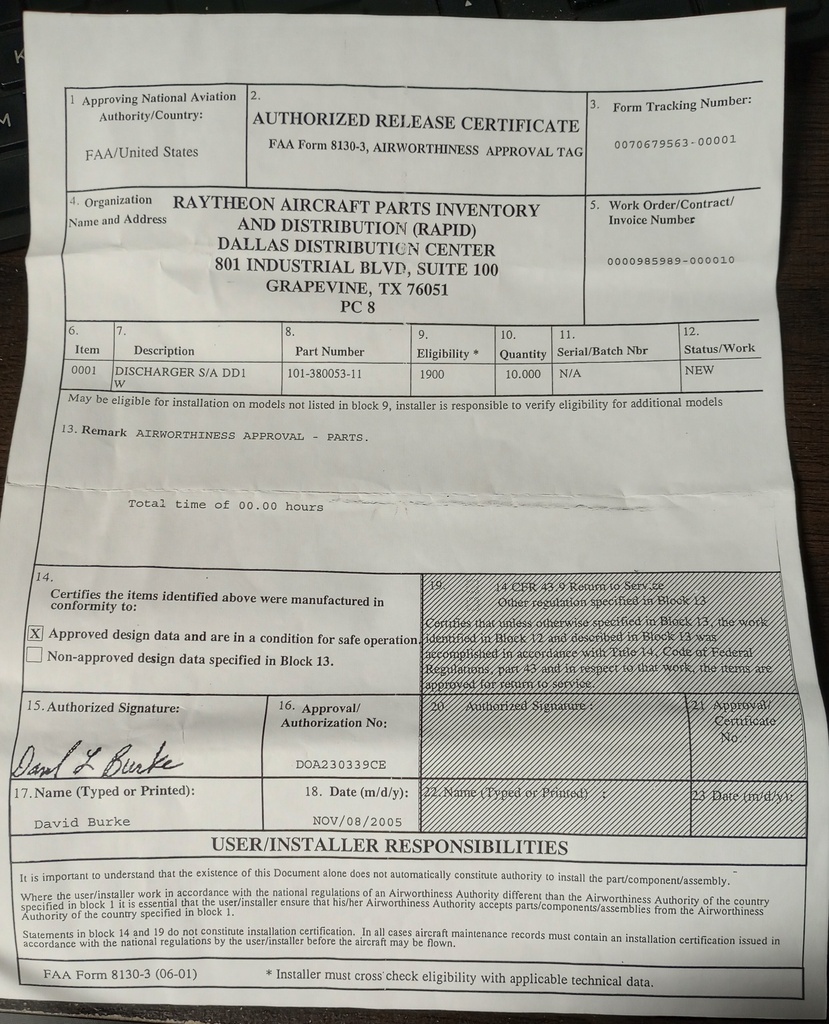 1 Approving National Aviation
Authority/Country:
FAA/United States
2.
AUTHORIZED RELEASE CERTIFICATE
FAA Form 8130-3, AIRWORTHINESS APPROVAL TAG
3. Form Tracking Number:
0070679563-00001
4. Organization
Name and Address
RAYTHEON AIRCRAFT PARTS INVENTORY
AND DISTRIBUTION (RAPID)
DALLAS DISTRIBUTION CENTER
801 INDUSTRIAL BLVD, SUITE 100
GRAPEVINE, TX 76051
PC 8
5. Work Order/Contract/
Invoice Number
0000985989-000010
6. 7. 8. 9. 10. 11. 12.
Item Description Part Number Eligibility * Quantity Serial/Batch Nbr Status/Work
0001 DISCHARGER S/A DD1 101-380053-11 1900 10.000 N/A NEW
W
May be eligible for installation on models not listed in block 9, installer is responsible to verify eligibility for additional models
13. Remark AIRWORTHINESS APPROVAL - PARTS.
Total time of 00.00 hours
14.
Certifies the items identified above were manufactured in
conformity to:
X Approved design data and are in a condition for safe operation.
Non-approved design data specified in Block 13.
19. 14 CFR 43.9 Return to Service
Other regulation specified in Block 13
Certifies that unless otherwise specified in Block 13, the work
identified in Block 12 and described in Block 13 was
accomplished in accordance with Title 14, Code of Federal
Regulations, part 43 and in respect to that work, the items are
approved for return to service.
15. Authorized Signature:
David L Burke
16. Approval/
Authorization No:
DOA230339CE
20. Authorized Signature:
21 Approval/
Certificate
No.
17. Name (Typed or Printed):
David Burke
18. Date (m/d/y):
NOV/08/2005
22. Name (Typed or Printed) :
23 Date (m/d/y):
USER/INSTALLER RESPONSIBILITIES
It is important to understand that the existence of this Document alone does not automatically constitute authority to install the part/component/assembly.
Where the user/installer work in accordance with the national regulations of an Airworthiness Authority different than the Airworthiness Authority of the country
specified in block 1 it is essential that the user/installer ensure that his/her Airworthiness Authority accepts parts/components/assemblies from the Airworthiness
Authority of the country specified in block 1.
Statements in block 14 and 19 do not constitute installation certification. In all cases aircraft maintenance records must contain an installation certification issued in
accordance with the national regulations by the user/installer before the aircraft may be flown.
FAA Form 8130-3 (06-01) * Installer must cross check eligibility with applicable technical data.